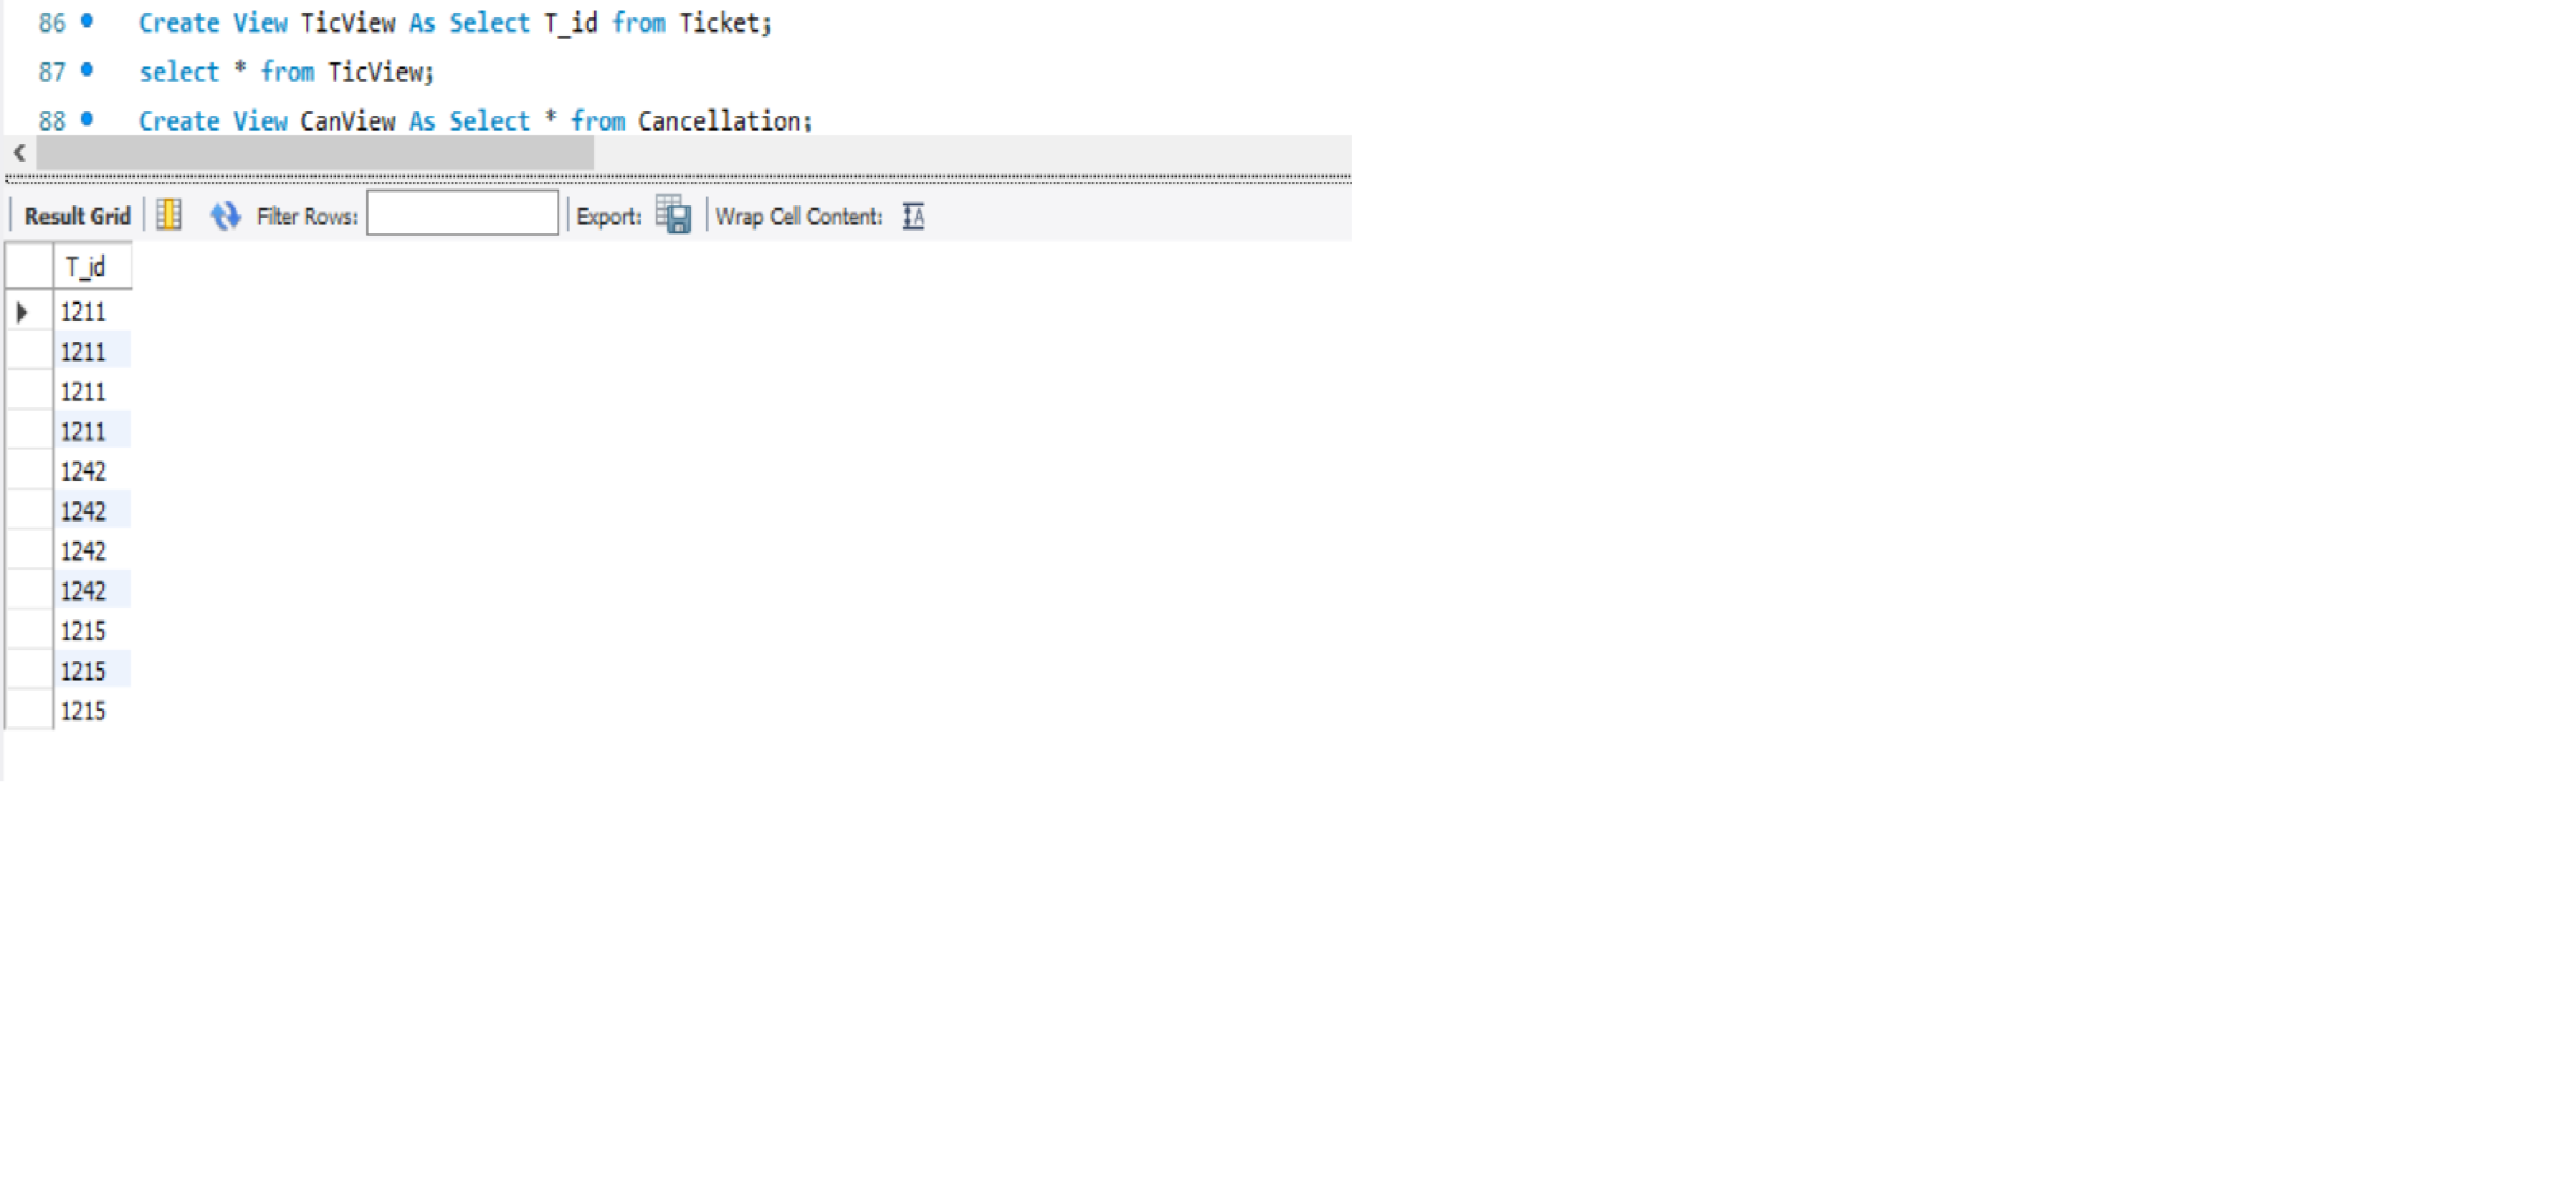 86 Create View TicView As Select T_id from Ticket;
87 select * from TicView;
88 Create View CanView As Select * from Cancellation;
Result Grid Filter Rows: Export: Wrap Cell Content:
T_id
1211
1211
1211
1211
1242
1242
1242
1242
1215
1215
1215